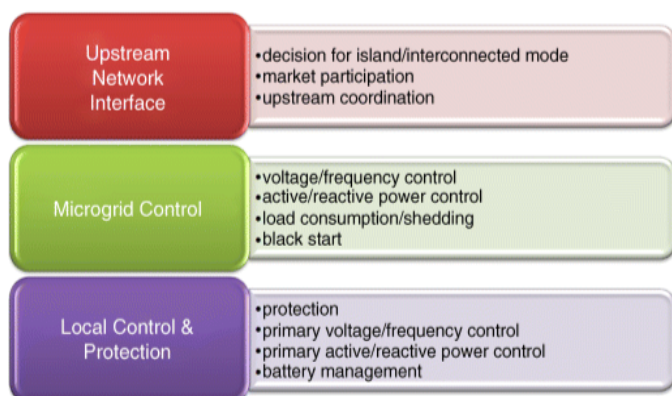 Upstream
Network
Interface
•decision for island/interconnected mode
•market participation
•upstream coordination
Microgrid Control
•voltage/frequency control
•active/reactive power control
•load consumption/shedding
•black start
Local Control &
Protection
•protection
•primary voltage/frequency control
•primary active/reactive power control
•battery management